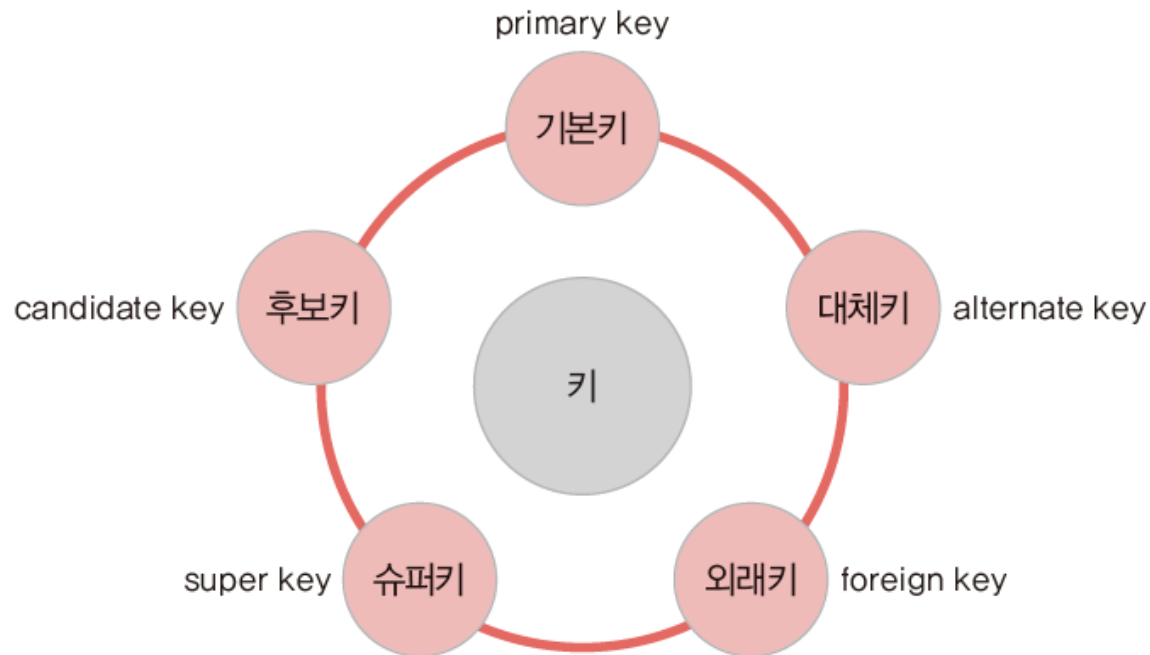 primary key
기본키
candidate key
후보키
대체키
alternate key
키
super key
슈퍼키
외래키
foreign key